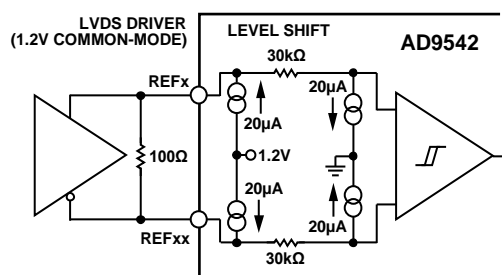 LVDS DRIVER
(1.2V COMMON-MODE)
LEVEL SHIFT
AD9542
30kΩ
REFx
20µA
20µA
100Ω
1.2V
20µA
20µA
REFxx
30kΩ